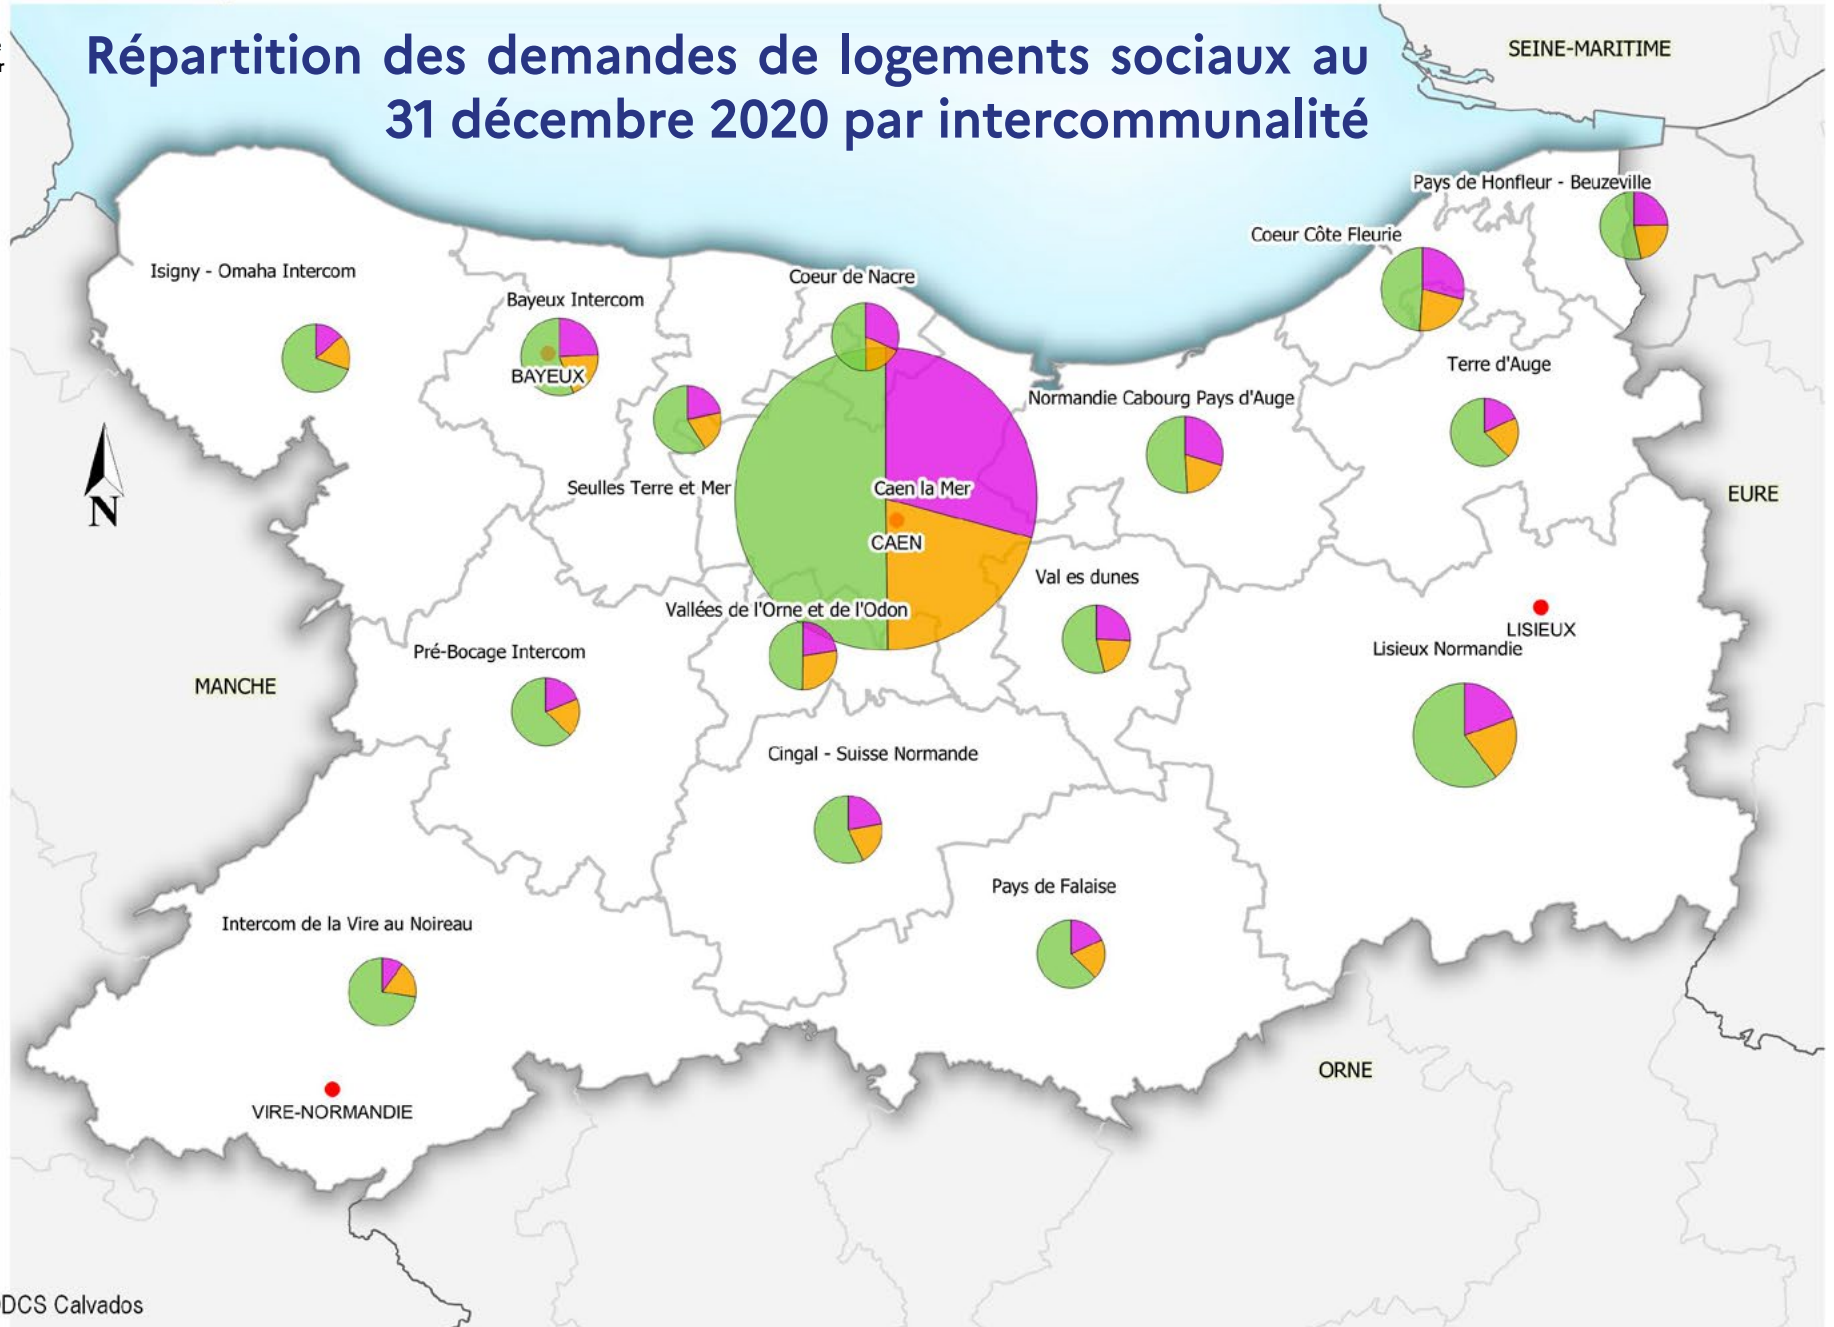 Répartition des demandes de logements sociaux au
31 décembre 2020 par intercommunalité
SEINE-MARITIME
Pays de Honfleur - Beuzeville
Coeur Côte Fleurie
Isigny - Omaha Intercom
Coeur de Nacre
Bayeux Intercom
BAYEUX
Terre d'Auge
Normandie Cabourg Pays d'Auge
Seulles Terre et Mer
Caen la Mer
EURE
N
CAEN
Val es dunes
Vallées de l'Orne et de l'Odon
LISIEUX
Lisieux Normandie
Pré-Bocage Intercom
MANCHE
Cingal - Suisse Normande
Pays de Falaise
Intercom de la Vire au Noireau
ORNE
VIRE-NORMANDIE
DCS Calvados